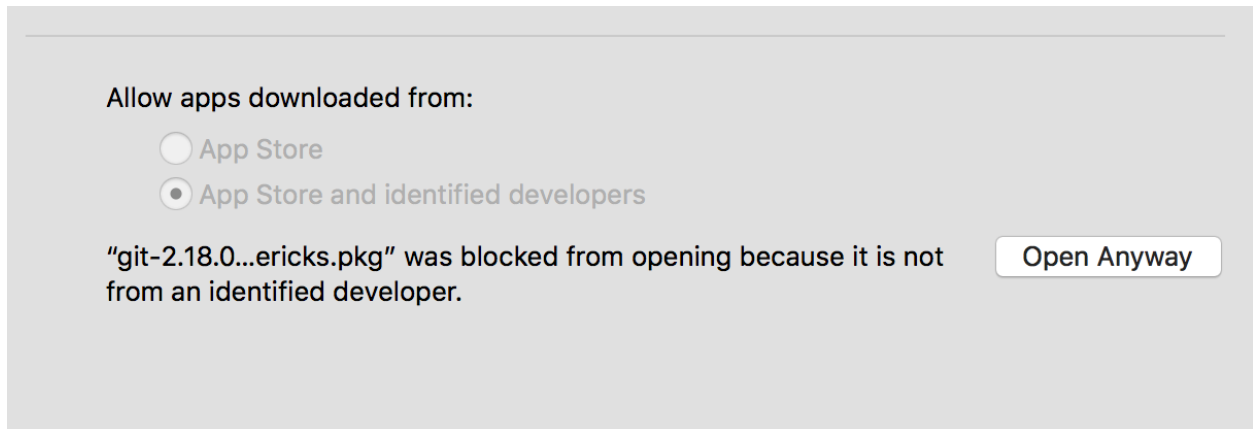 Allow apps downloaded from:
App Store
App Store and identified developers
“git-2.18.0...ericks.pkg” was blocked from opening because it is not
from an identified developer.
Open Anyway